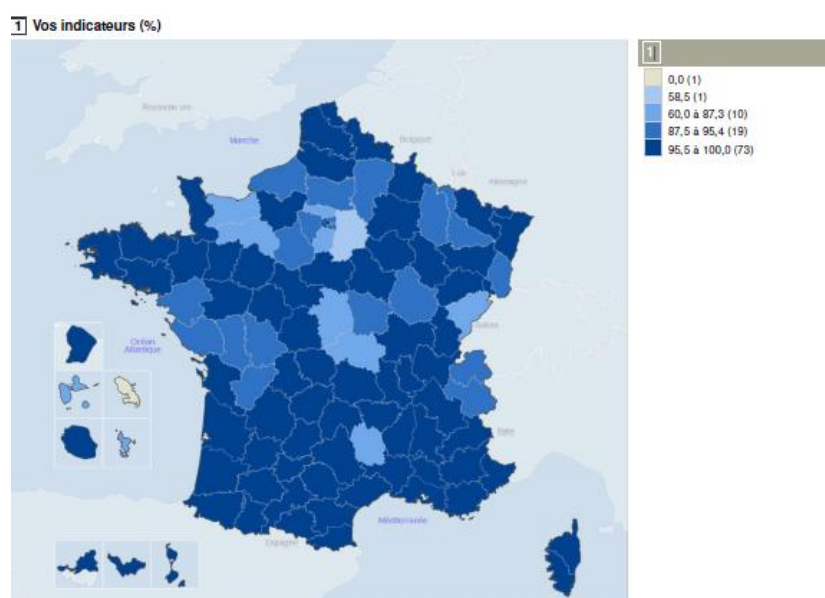 1 Vos indicateurs (%)
1
0,0 (1)
58,5 (1)
60,0 à 87,3 (10)
87,5 à 95,4 (19)
95,5 à 100,0 (73)
Royaume-uni
Manche
Belgique
Lux
Allemagne
Suisse
Océan
Atlantique
Italie
Méditerranée
Espagne